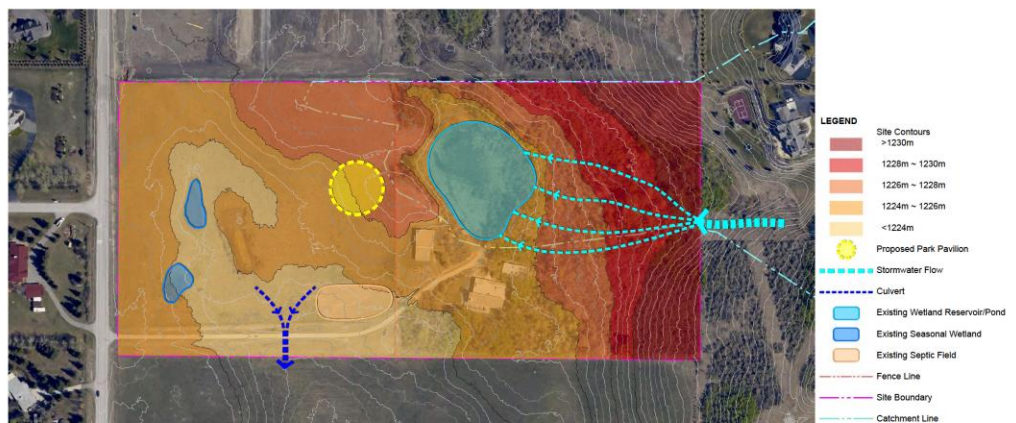 LEGEND
Site Contours
>1230m
1228m ~ 1230m
1226m ~ 1228m
1224m ~ 1226m
<1224m
Proposed Park Pavilion
Stormwater Flow
Culvert
Existing Wetland Reservoir/Pond
Existing Seasonal Wetland
Existing Septic Field
Fence Line
Site Boundary
Catchment Line